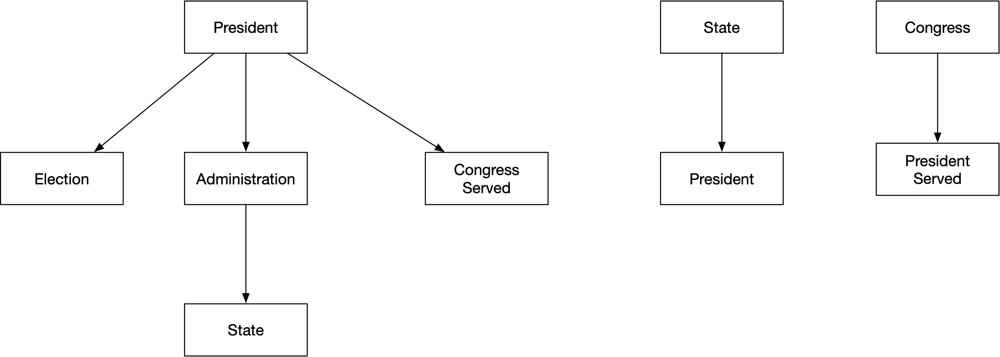 President
State
Congress
Election
Administration
Congress
Served
President
President
Served
State